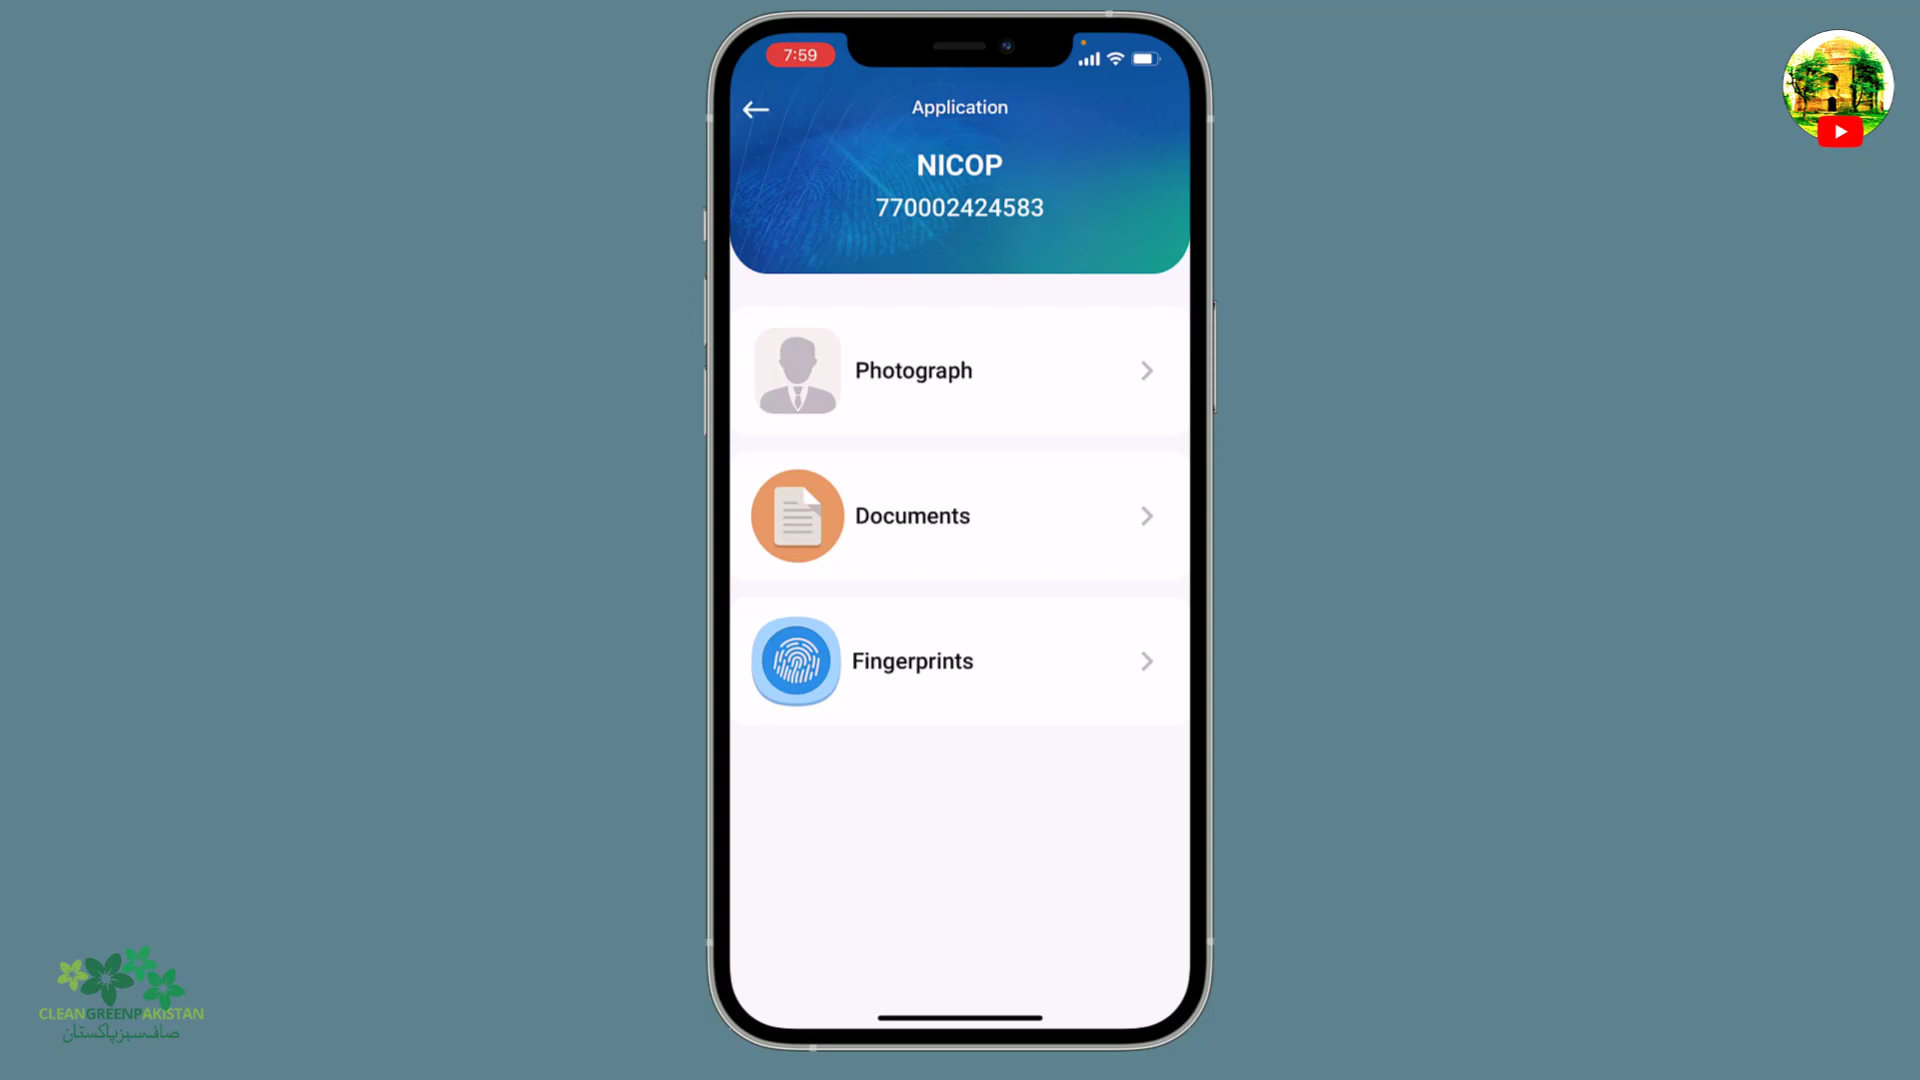 7:59
Application
NICOP
770002424583
Photograph
Documents
Fingerprints
CLEANGREENPAKISTAN
صاف سبز پاکستان